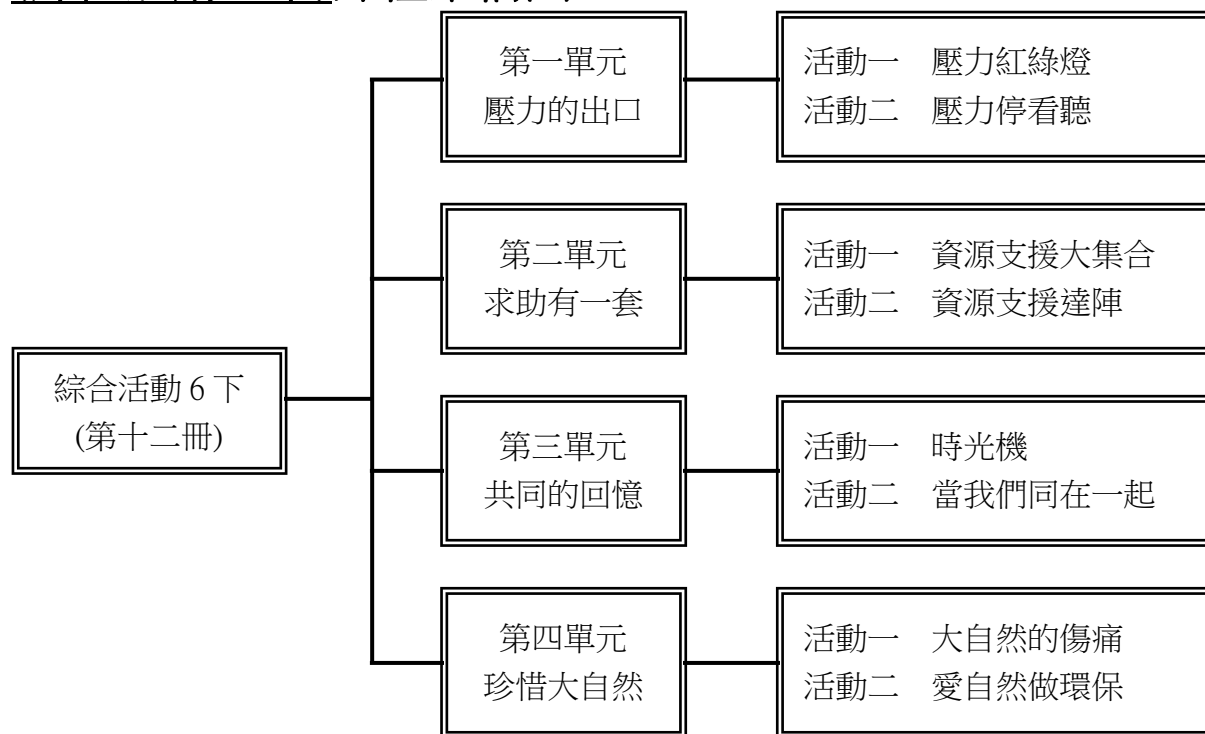 綜合活動 6 下
(第十二冊)
第一單元
壓力的出口
活動一　壓力紅綠燈
活動二　壓力停看聽
第二單元
求助有一套
活動一　資源支援大集合
活動二　資源支援達陣
第三單元
共同的回憶
活動一　時光機
活動二　當我們同在一起
第四單元
珍惜大自然
活動一　大自然的傷痛
活動二　愛自然做環保